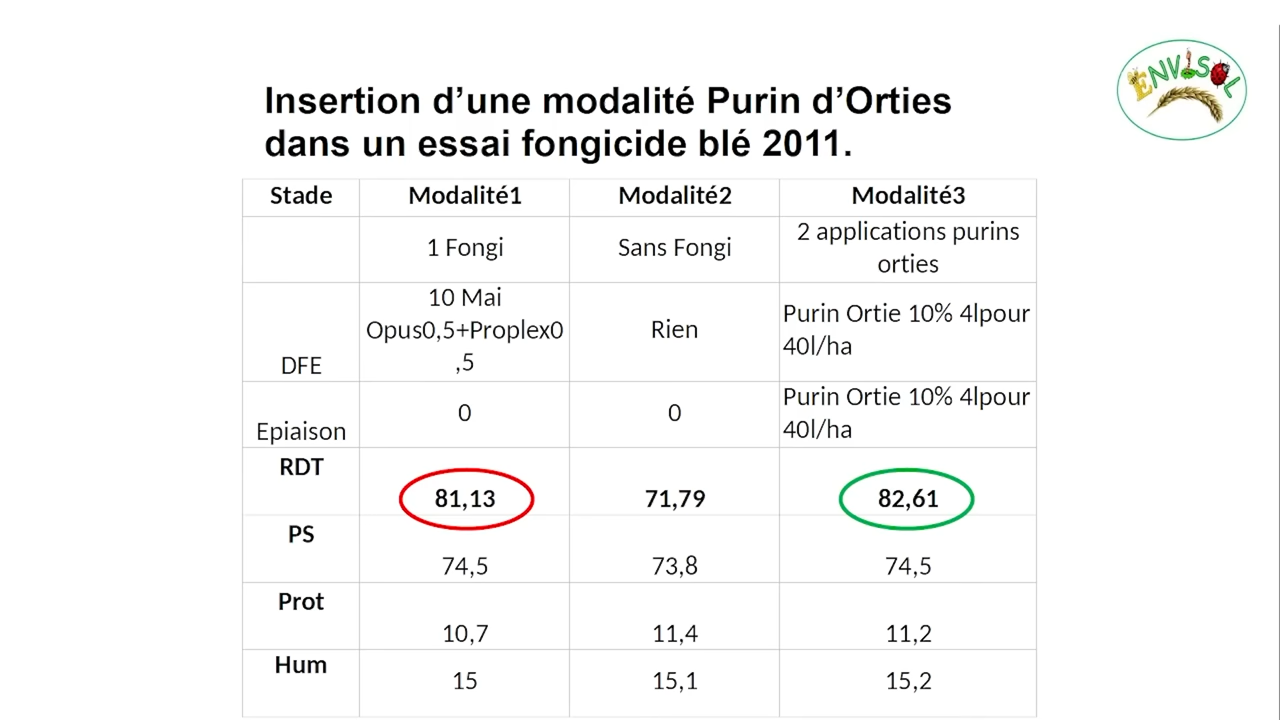 ENVISOL
Insertion d’une modalité Purin d’Orties
dans un essai fongicide blé 2011.
Stade Modalité1 Modalité2 Modalité3
1 Fongi Sans Fongi 2 applications purins
orties
DFE 10 Mai
Opus0,5+Proplex0
,5 Rien Purin Ortie 10% 4lpour
40l/ha
Epiaison 0 0 Purin Ortie 10% 4lpour
40l/ha
RDT 81,13 71,79 82,61
PS 74,5 73,8 74,5
Prot 10,7 11,4 11,2
Hum 15 15,1 15,2